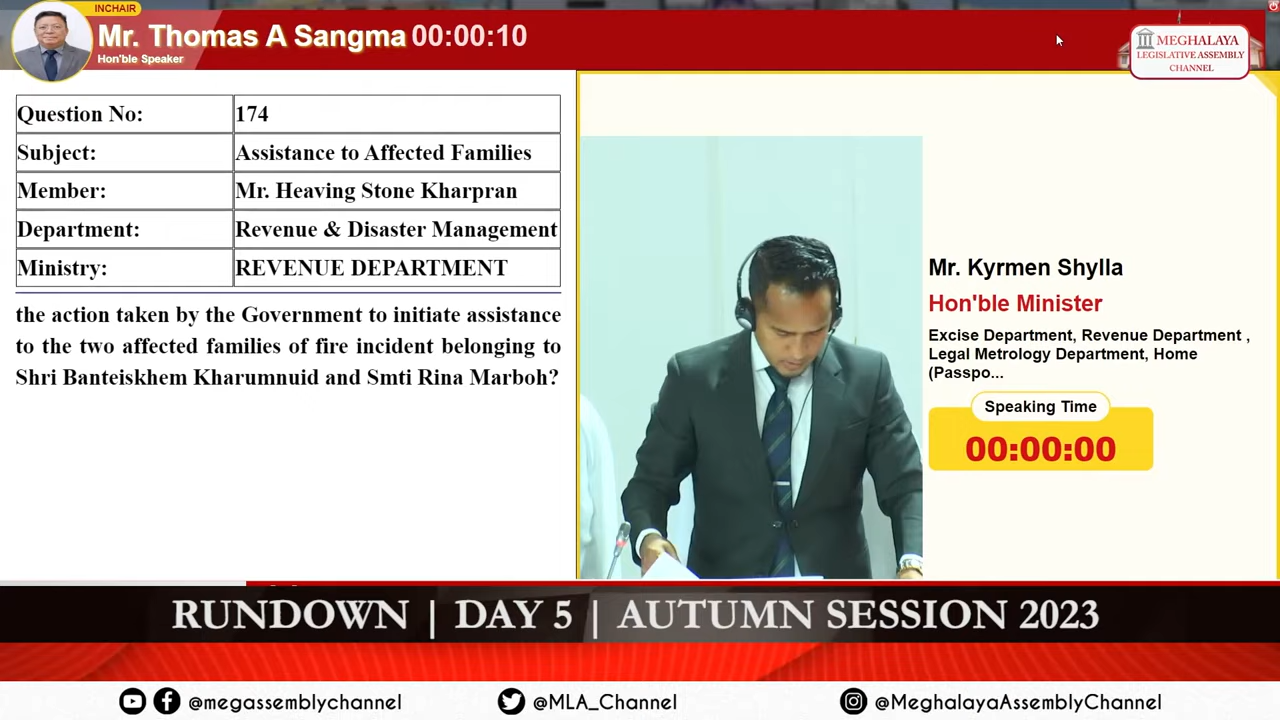 INCHAIR
Mr. Thomas A Sangma 00:00:10
Hon'ble Speaker
MEGHALAYA
LEGISLATIVE ASSEMBLY
CHANNEL
Question No: 174
Subject: Assistance to Affected Families
Member: Mr. Heaving Stone Kharpran
Department: Revenue & Disaster Management
Ministry: REVENUE DEPARTMENT
the action taken by the Government to initiate assistance
to the two affected families of fire incident belonging to
Shri Banteiskhem Kharumnuid and Smti Rina Marboh?
Mr. Kyrmen Shylla
Hon'ble Minister
Excise Department, Revenue Department ,
Legal Metrology Department, Home
(Passpo...
Speaking Time
00:00:00
RUNDOWN | DAY 5 | AUTUMN SESSION 2023
@megassemblychannel
@MLA_Channel
@MeghalayaAssemblyChannel